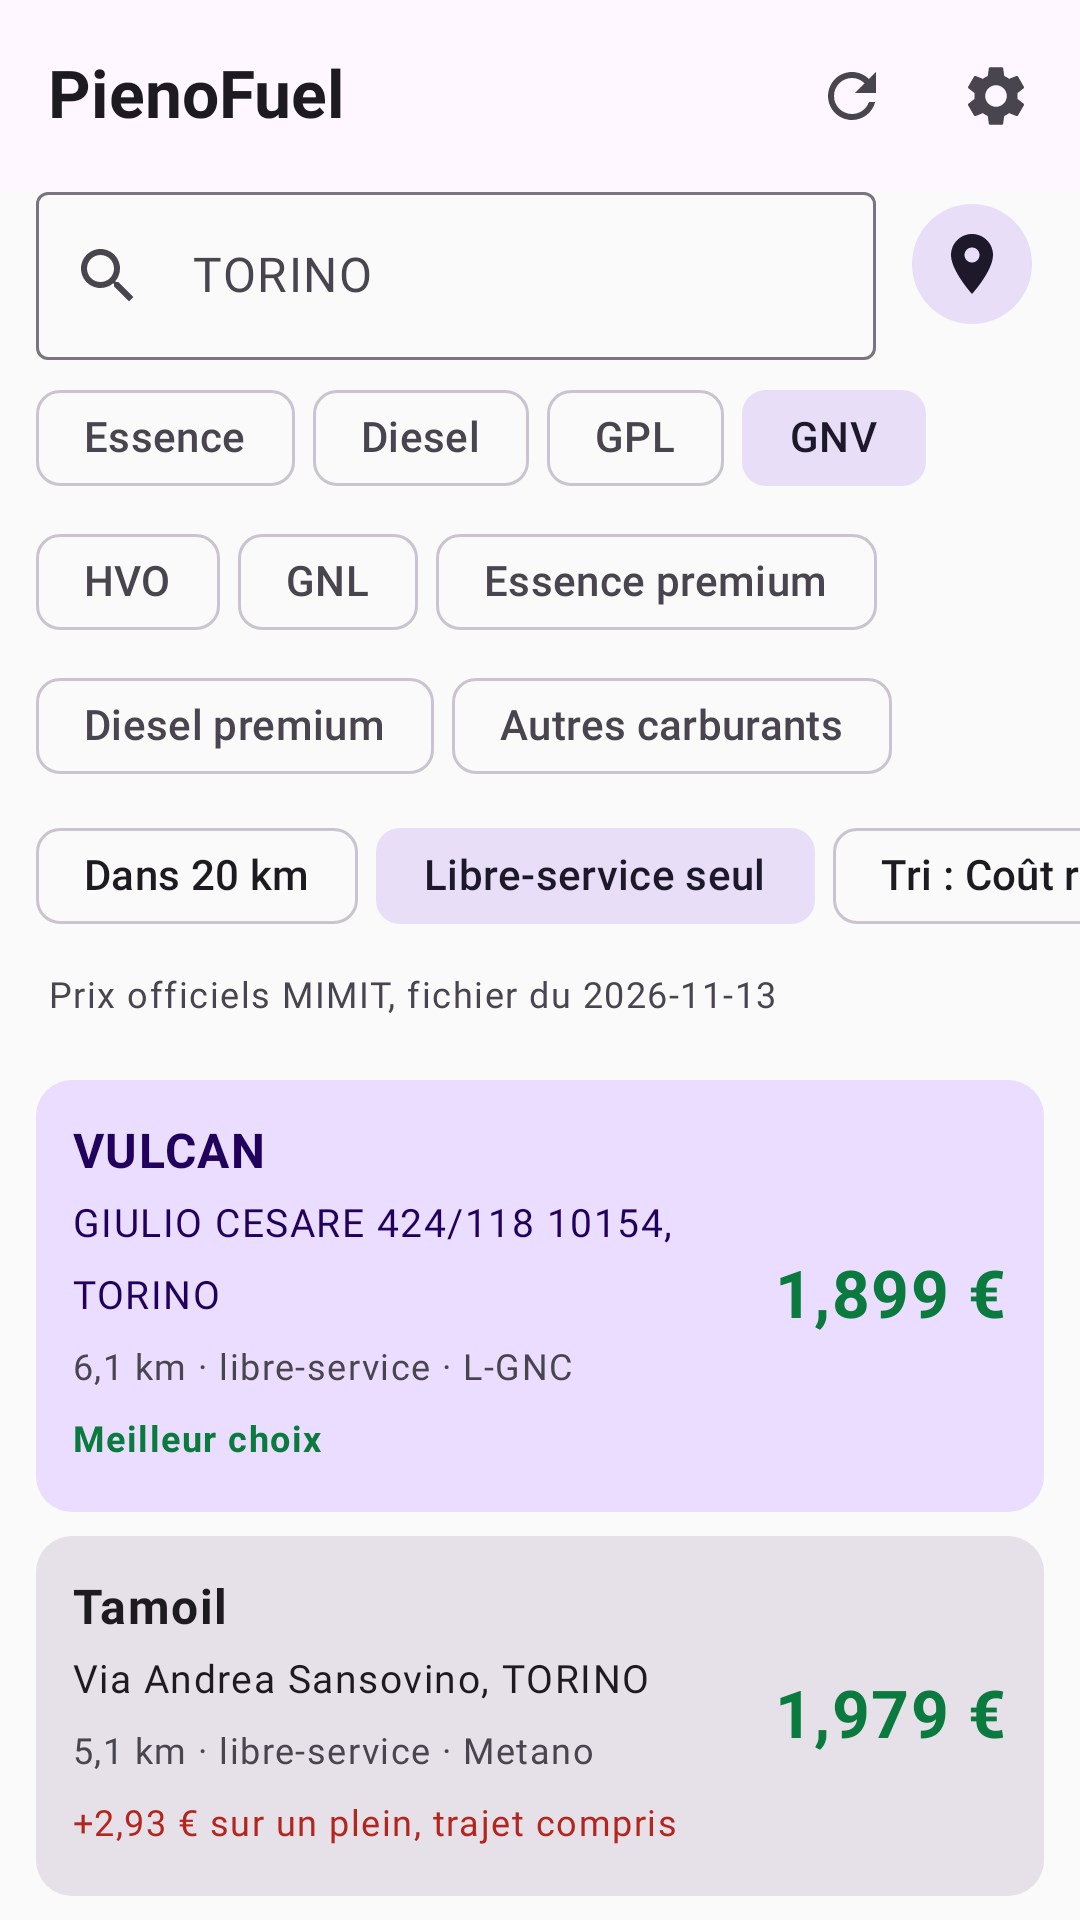 PienoFuel
TORINO
Essence
Diesel
GPL
GNV
HVO
GNL
Essence premium
Diesel premium
Autres carburants
Dans 20 km
Libre-service seul
Tri : Coût r
Prix officiels MIMIT, fichier du 2026-11-13
VULCAN
GIULIO CESARE 424/118 10154,
TORINO
1,899 €
6,1 km · libre-service · L-GNC
Meilleur choix
Tamoil
Via Andrea Sansovino, TORINO
1,979 €
5,1 km · libre-service · Metano
+2,93 € sur un plein, trajet compris